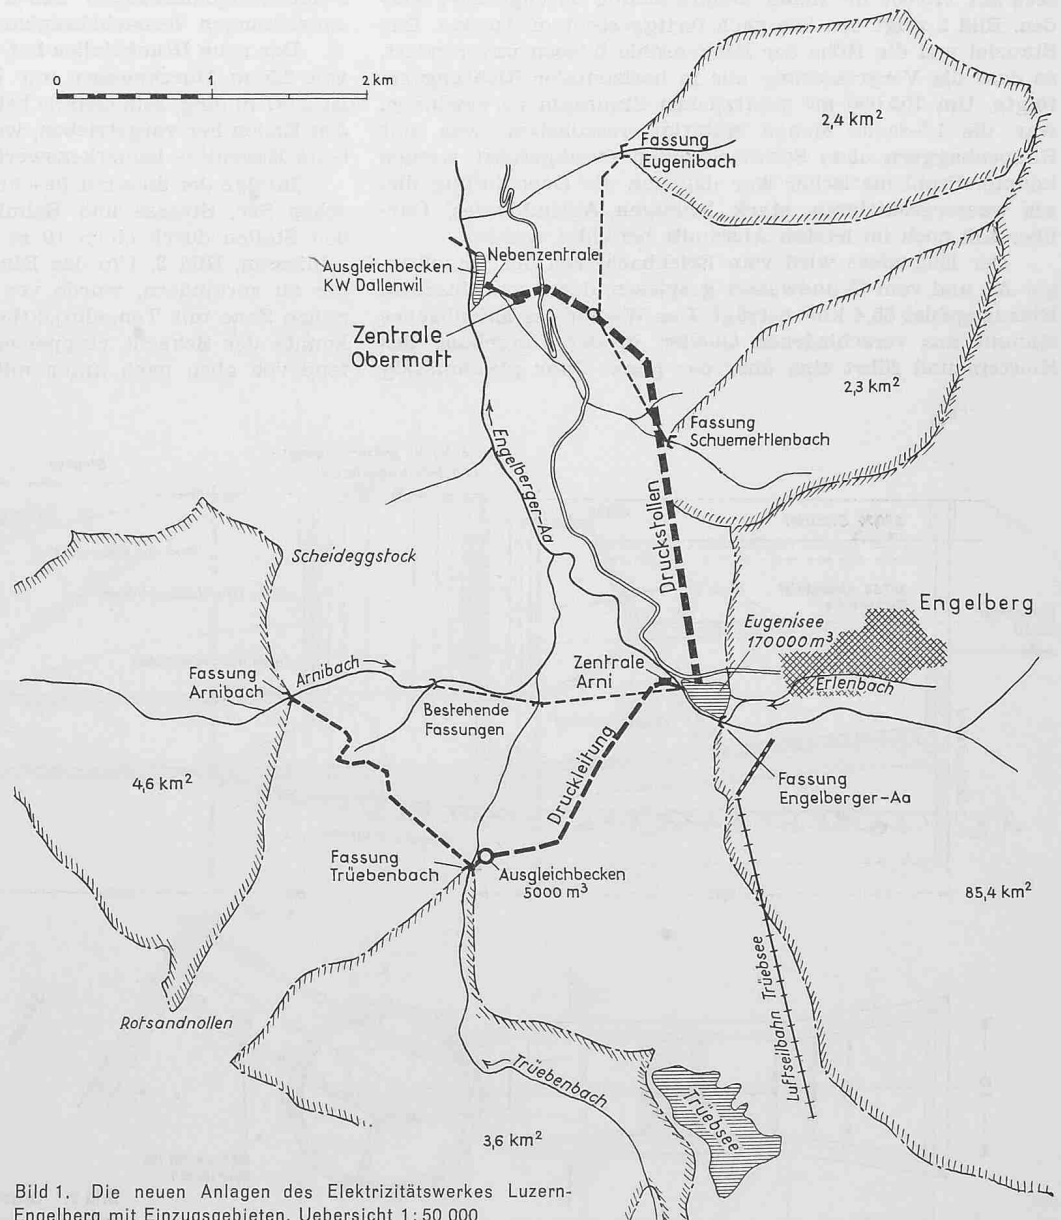 0 1 2 km
2,4 km²
Fassung
Eugenbach
Nebenzentrale
Ausgleichbecken
KW Dallenwil
Zentrale
Obermatt
2,3 km²
Fassung
Schuemettlenbach
Engelberger-Aa
Druckstollen
Scheideggstock
Engelberg
Eugenisee
170000 m³
Zentrale
Arni
Fassung
Arnibach
Arnibach
Erlenbach
Bestehende
Fassungen
Druckleitung
4,6 km²
Fassung
Engelberger-Aa
Fassung
Trüebenbach
Ausgleichbecken
5000 m³
85,4 km²
Luftseilbahn Trüebsee
Rotsandnollen
Trüebenbach
Trüebsee
3,6 km²
Bild 1. Die neuen Anlagen des Elektrizitätswerkes Luzern-
Engelberg mit Einzugsgebieten. Uebersicht 1:50 000